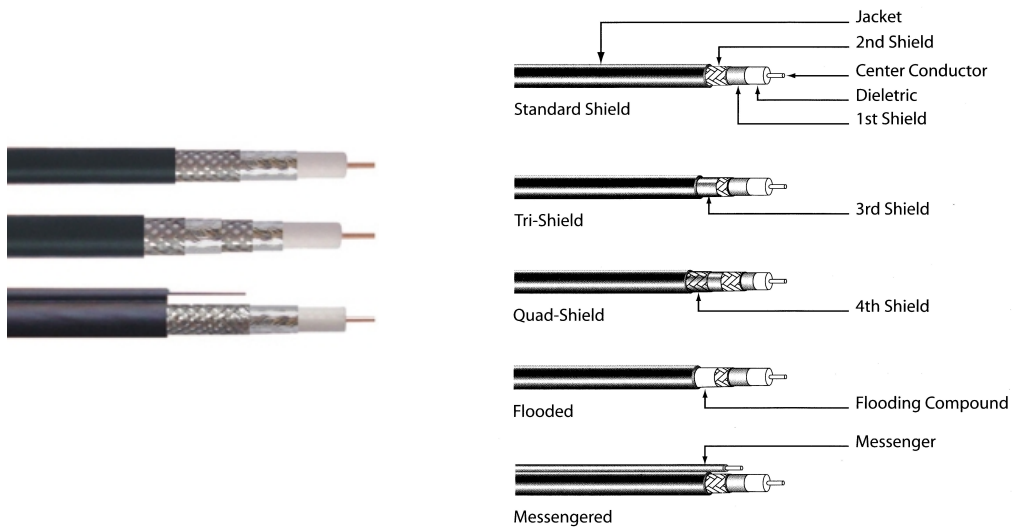 Jacket
2nd Shield
Center Conductor
Dieletric
1st Shield
Standard Shield
3rd Shield
Tri-Shield
4th Shield
Quad-Shield
Flooding Compound
Flooded
Messenger
Messengered